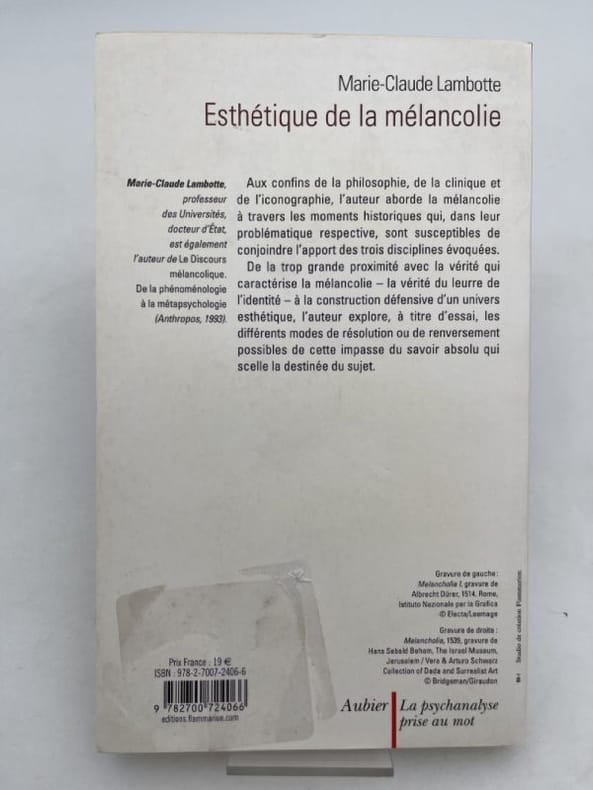 Marie-Claude Lambotte
Esthétique de la mélancolie
Marie-Claude Lambotte,
professeur
des Universités,
docteur d'État,
est également
l'auteur de Le Discours
mélancolique.
De la phénoménologie
à la métapsychologie
(Anthropos, 1993).
Aux confins de la philosophie, de la clinique et
de l'iconographie, l'auteur aborde la mélancolie
à travers les moments historiques qui, dans leur
problématique respective, sont susceptibles de
conjoindre l'apport des trois disciplines évoquées.
De la trop grande proximité avec la vérité qui
caractérise la mélancolie – la vérité du leurre de
l'identité – à la construction défensive d'un univers
esthétique, l'auteur explore, à titre d'essai, les
différents modes de résolution ou de renversement
possibles de cette impasse du savoir absolu qui
scelle la destinée du sujet.
Gravure de gauche :
Melancholia I, gravure de
Albrecht Dürer, 1514. Rome,
Istituto Nazionale per la Grafica
© Electa/Leemage
Gravure de droite :
Melancholia, 1539, gravure de
Hans Sebald Beham, The Israel Museum,
Jerusalem / Vera & Arturo Schwarz
Collection of Dada and Surrealist Art
© Bridgeman/Giraudon
Studio de création Flammarion
Prix France : 19 €
ISBN : 978-2-7007-2406-6
9 782700 724066
editions.flammarion.com
Aubier
La psychanalyse
prise au mot